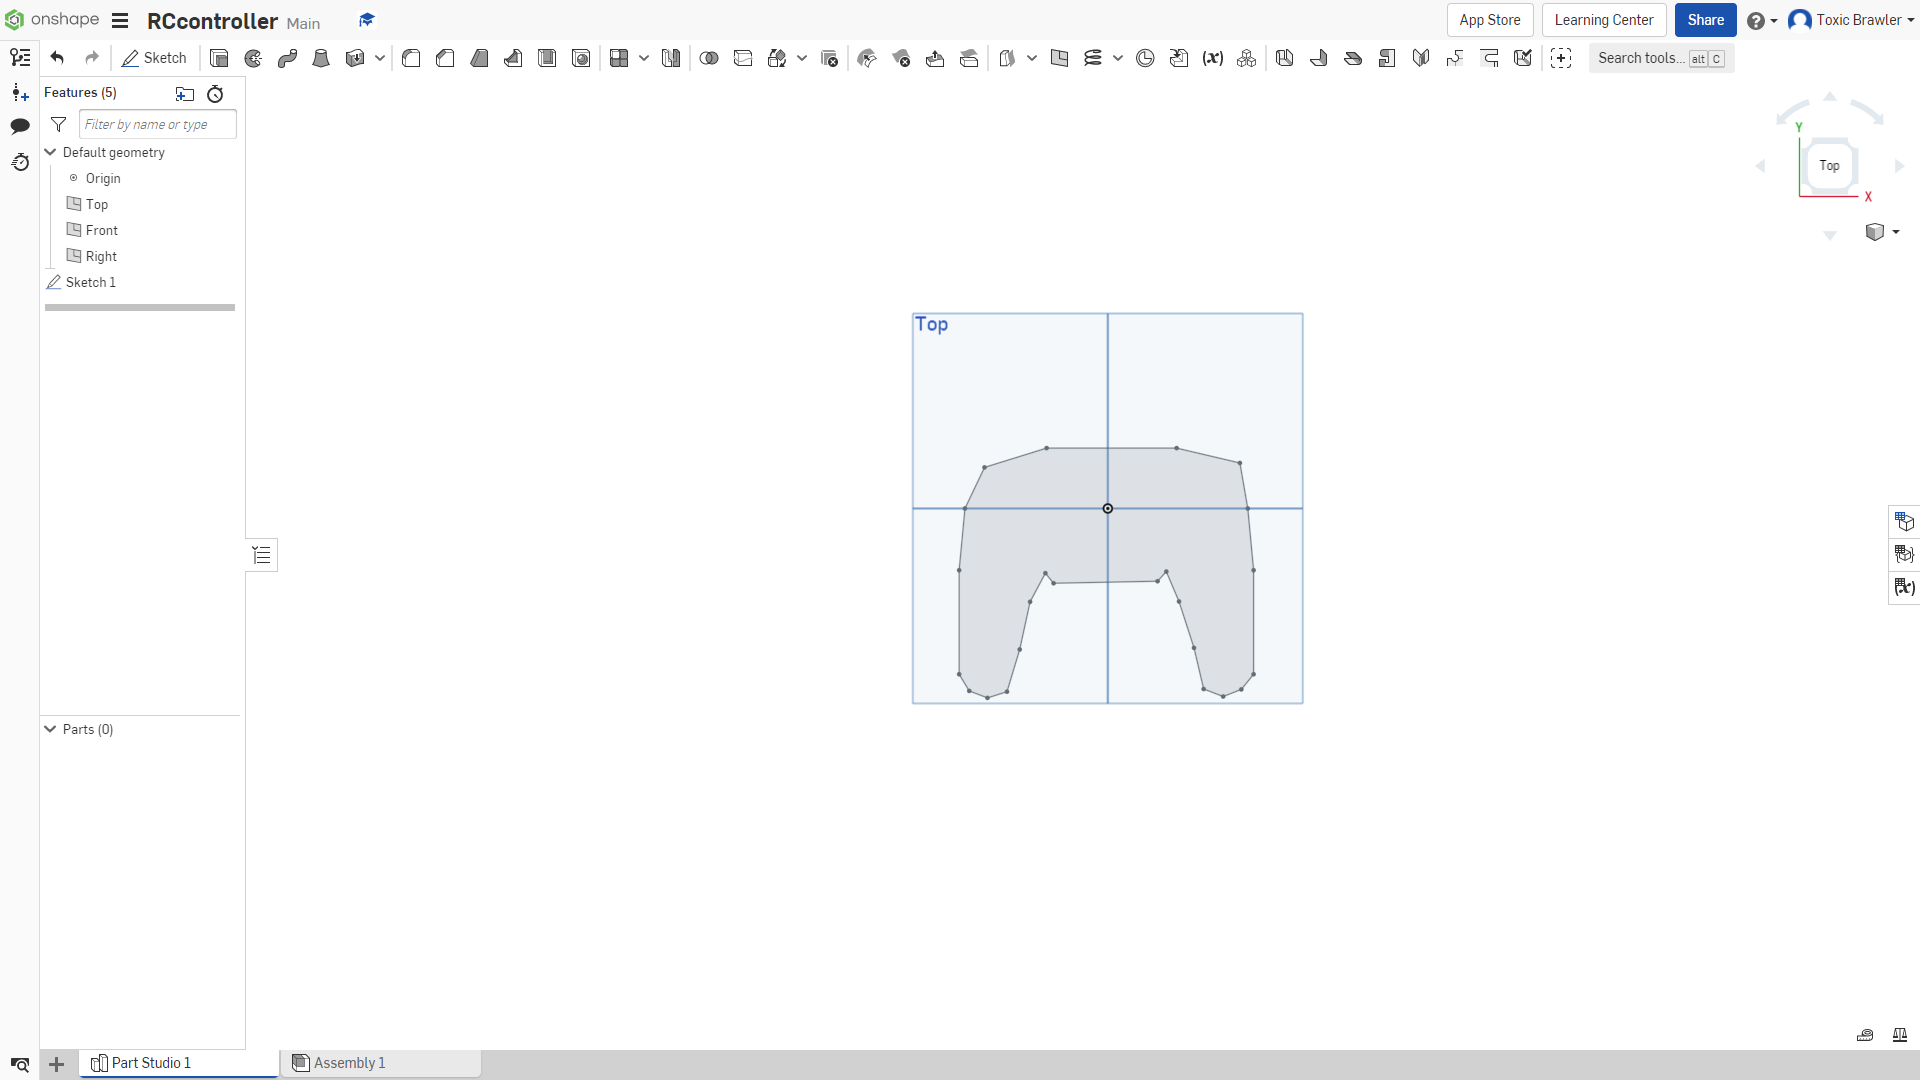 onshape RCcontroller Main App Store Learning Center Share Toxic Brawler
Sketch (x) Search tools... alt C
Features (5)
Filter by name or type
Default geometry
Origin
Top
Front
Right
Sketch 1
Top
Y
Top
X
(x)
Parts (0)
Part Studio 1 Assembly 1